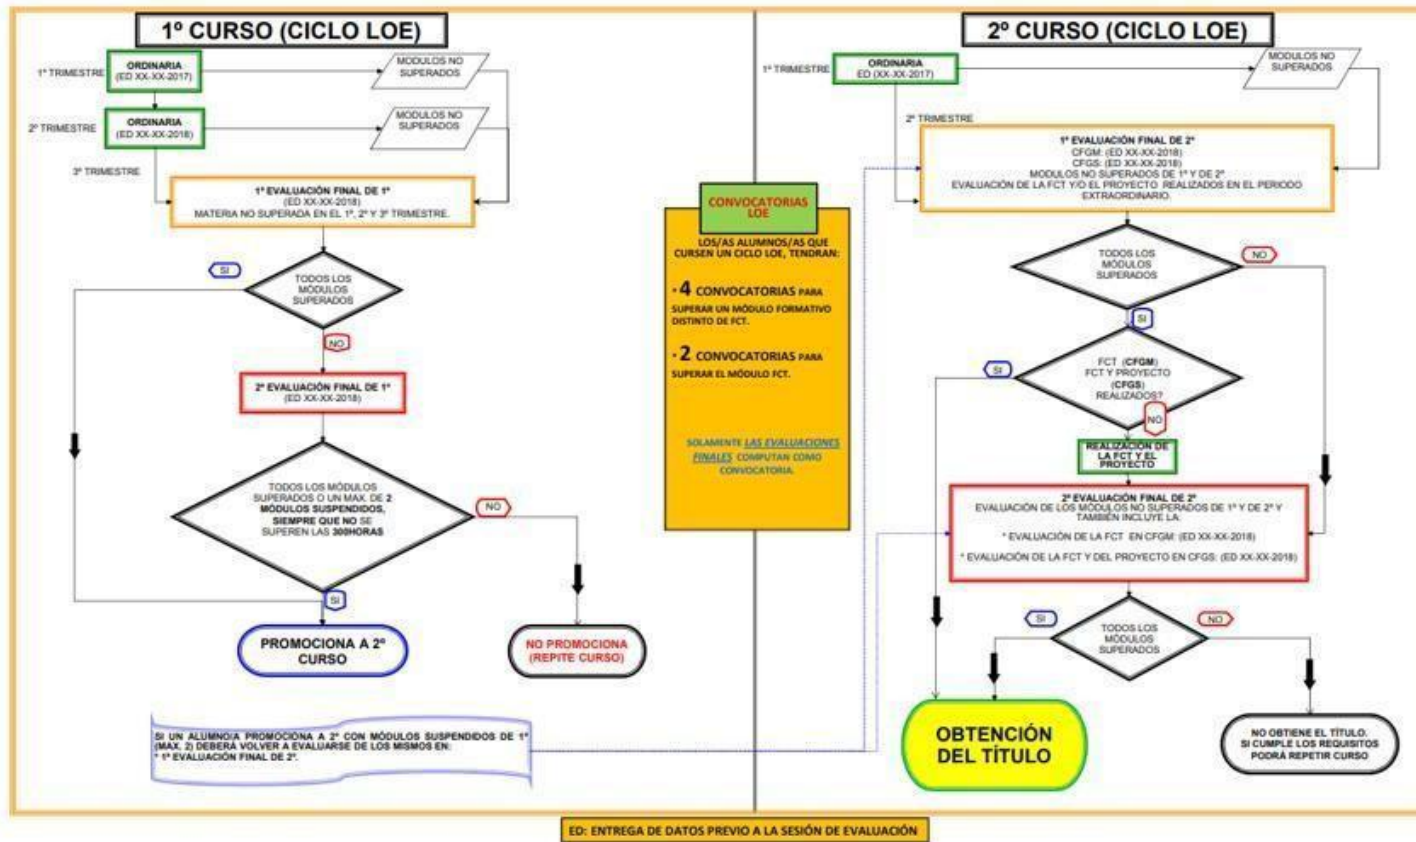 1º CURSO (CICLO LOE)
1º TRIMESTRE
ORDINARIA
(ED XX-XX-2017)
MODULOS NO
SUPERADOS
2º TRIMESTRE
ORDINARIA
(ED XX-XX-2018)
MODULOS NO
SUPERADOS
3º TRIMESTRE
1ª EVALUACIÓN FINAL DE 1º
(ED XX-XX-2018)
MATERIA NO SUPERADA EN EL 1º, 2º Y 3º TRIMESTRE.
SI
TODOS LOS
MÓDULOS
SUPERADOS
NO
2ª EVALUACIÓN FINAL DE 1º
(ED XX-XX-2018)
TODOS LOS MÓDULOS
SUPERADOS O UN MAX. DE 2
MÓDULOS SUSPENDIDOS,
SIEMPRE QUE NO SE
SUPEREN LAS 300HORAS
NO
SI
PROMOCIONA A 2º
CURSO
NO PROMOCIONA
(REPITE CURSO)
SI UN ALUMNO/A PROMOCIONA A 2º CON MÓDULOS SUSPENDIDOS DE 1º
(MAX. 2) DEBERÁ VOLVER A EVALUARSE DE LOS MISMOS EN:
* 1ª EVALUACIÓN FINAL DE 2º.
CONVOCATORIAS
LOE
LOS/AS ALUMNOS/AS QUE
CURSEN UN CICLO LOE, TENDRAN:
· 4 CONVOCATORIAS PARA
SUPERAR UN MÓDULO FORMATIVO
DISTINTO DE FCT.
· 2 CONVOCATORIAS PARA
SUPERAR EL MÓDULO FCT.
SOLAMENTE LAS EVALUACIONES
FINALES COMPUTAN COMO
CONVOCATORIA.
2º CURSO (CICLO LOE)
1º TRIMESTRE
ORDINARIA
ED (XX-XX-2017)
MODULOS NO
SUPERADOS
2º TRIMESTRE
1ª EVALUACIÓN FINAL DE 2º
CFGM: (ED XX-XX-2018)
CFGS: (ED XX-XX-2018)
MODULOS NO SUPERADOS DE 1º Y DE 2º
EVALUACIÓN DE LA FCT Y/O EL PROYECTO REALIZADOS EN EL PERIODO
EXTRAORDINARIO.
TODOS LOS
MÓDULOS
SUPERADOS
NO
SI
FCT (CFGM)
FCT Y PROYECTO
(CFGS)
REALIZADOS?
SI
NO
REALIZACIÓN DE
LA FCT Y EL
PROYECTO
2ª EVALUACIÓN FINAL DE 2º
EVALUACIÓN DE LOS MÓDULOS NO SUPERADOS DE 1º Y DE 2º Y
TAMBIÉN INCLUYE LA:
* EVALUACIÓN DE LA FCT EN CFGM: (ED XX-XX-2018)
* EVALUACIÓN DE LA FCT Y DEL PROYECTO EN CFGS: (ED XX-XX-2018)
SI
TODOS LOS
MÓDULOS
SUPERADOS
NO
OBTENCIÓN
DEL TÍTULO
NO OBTIENE EL TÍTULO.
SI CUMPLE LOS REQUISITOS
PODRÁ REPETIR CURSO
ED: ENTREGA DE DATOS PREVIO A LA SESIÓN DE EVALUACIÓN